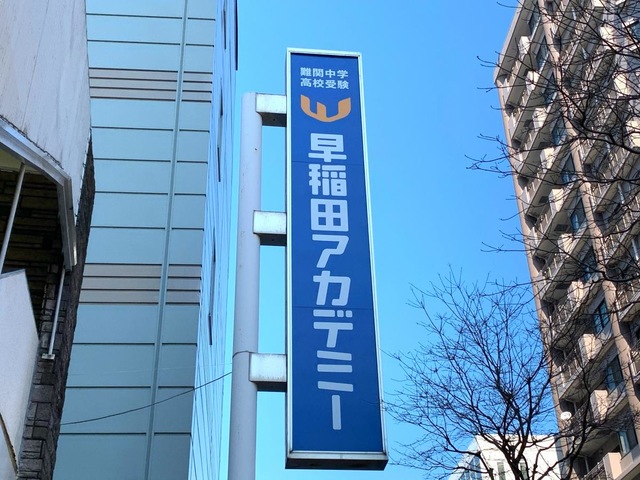 難関中学
高校受験
早稲田アカデミー